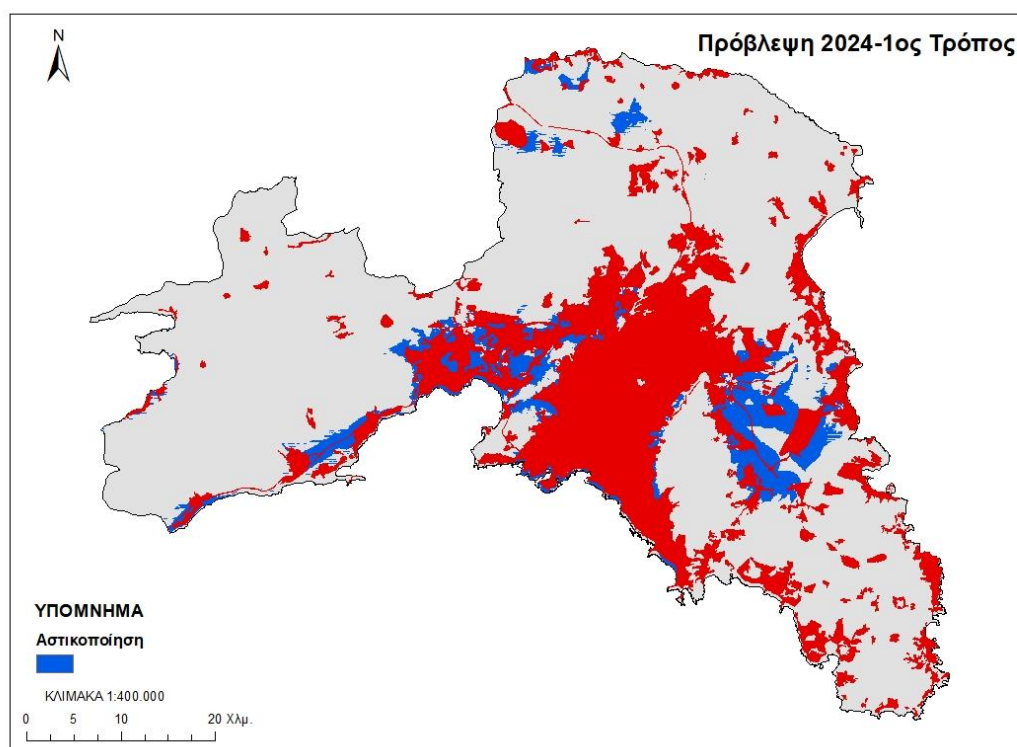 N
Πρόβλεψη 2024-1ος Τρόπος
ΥΠΟΜΝΗΜΑ
Αστικοποίηση
ΚΛΙΜΑΚΑ 1:400.000
0 5 10 20 Χλμ.